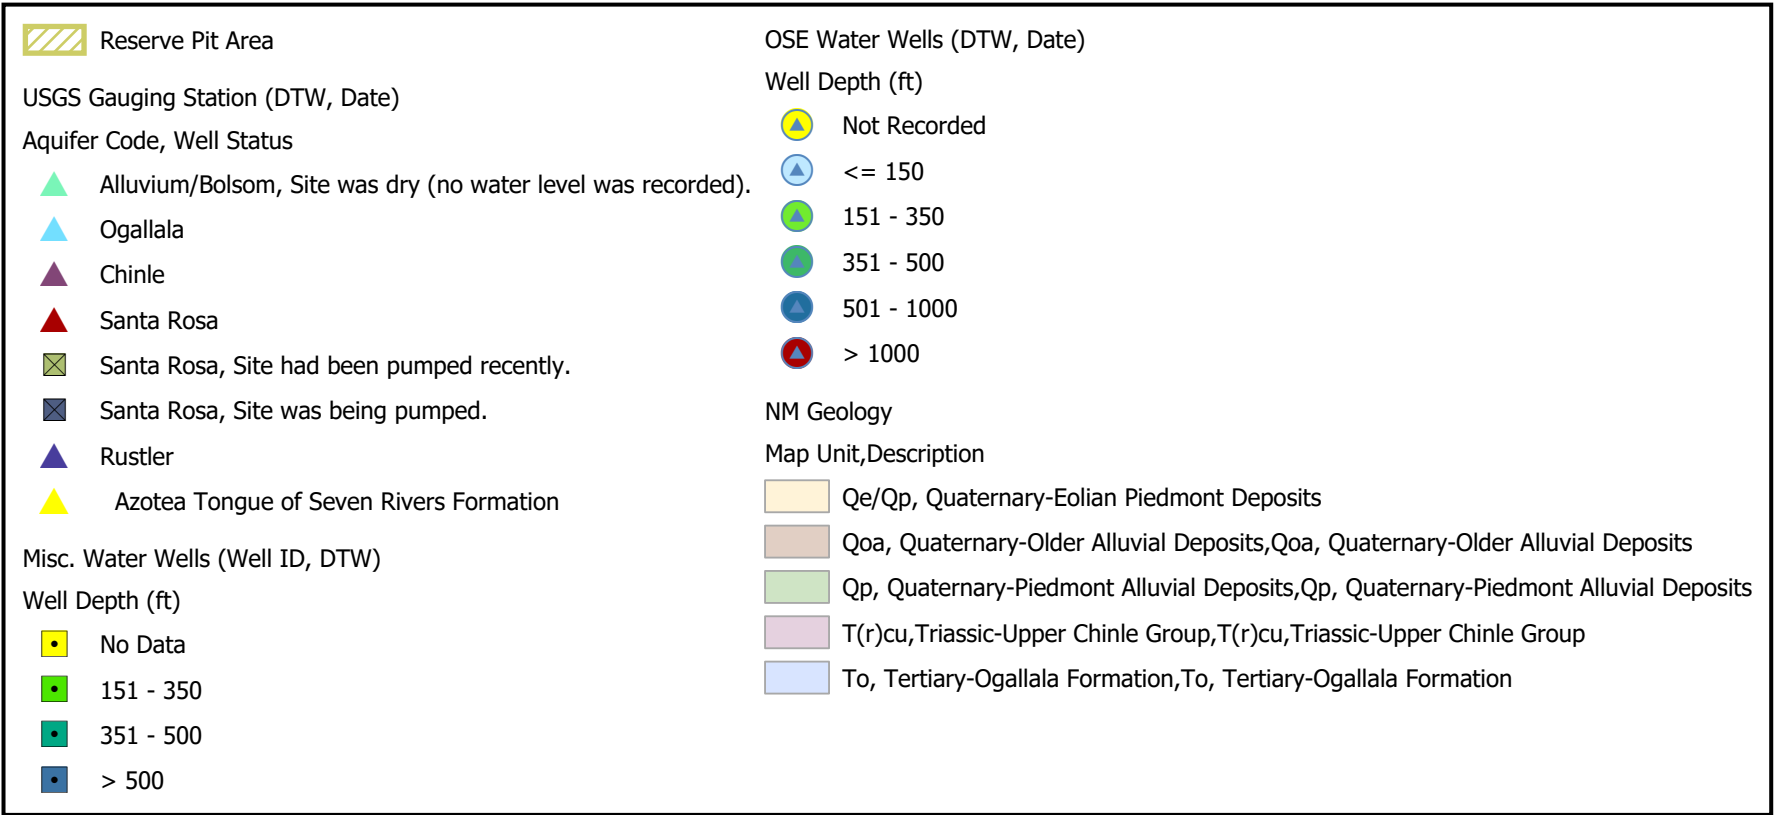 Reserve Pit Area
USGS Gauging Station (DTW, Date)
Aquifer Code, Well Status
Alluvium/Bolsom, Site was dry (no water level was recorded).
Ogallala
Chinle
Santa Rosa
Santa Rosa, Site had been pumped recently.
Santa Rosa, Site was being pumped.
Rustler
Azotea Tongue of Seven Rivers Formation
Misc. Water Wells (Well ID, DTW)
Well Depth (ft)
No Data
151 - 350
351 - 500
> 500
OSE Water Wells (DTW, Date)
Well Depth (ft)
Not Recorded
<= 150
151 - 350
351 - 500
501 - 1000
> 1000
NM Geology
Map Unit,Description
Qe/Qp, Quaternary-Eolian Piedmont Deposits
Qoa, Quaternary-Older Alluvial Deposits,Qoa, Quaternary-Older Alluvial Deposits
Qp, Quaternary-Piedmont Alluvial Deposits,Qp, Quaternary-Piedmont Alluvial Deposits
T(r)cu,Triassic-Upper Chinle Group,T(r)cu,Triassic-Upper Chinle Group
To, Tertiary-Ogallala Formation,To, Tertiary-Ogallala Formation